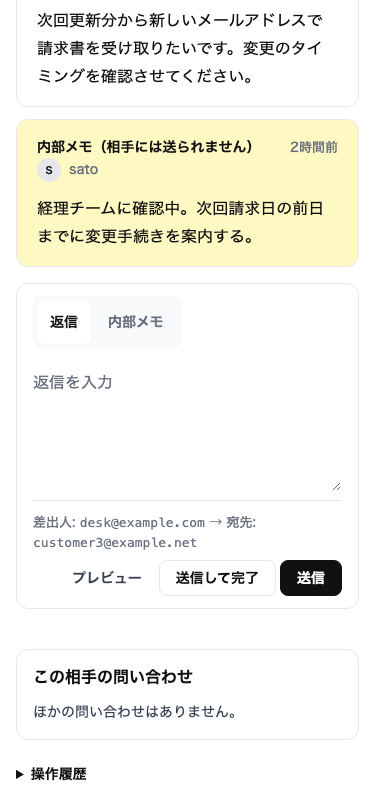 次回更新分から新しいメールアドレスで
請求書を受け取りたいです。変更のタイ
ミングを確認させてください。
内部メモ（相手には送られません） 2時間前
S sato
経理チームに確認中。次回請求日の前日
までに変更手続きを案内する。
返信 内部メモ
返信を入力
差出人: desk@example.com → 宛先:
customer3@example.net
プレビュー 送信して完了 送信
この相手の問い合わせ
ほかの問い合わせはありません。
▶ 操作履歴